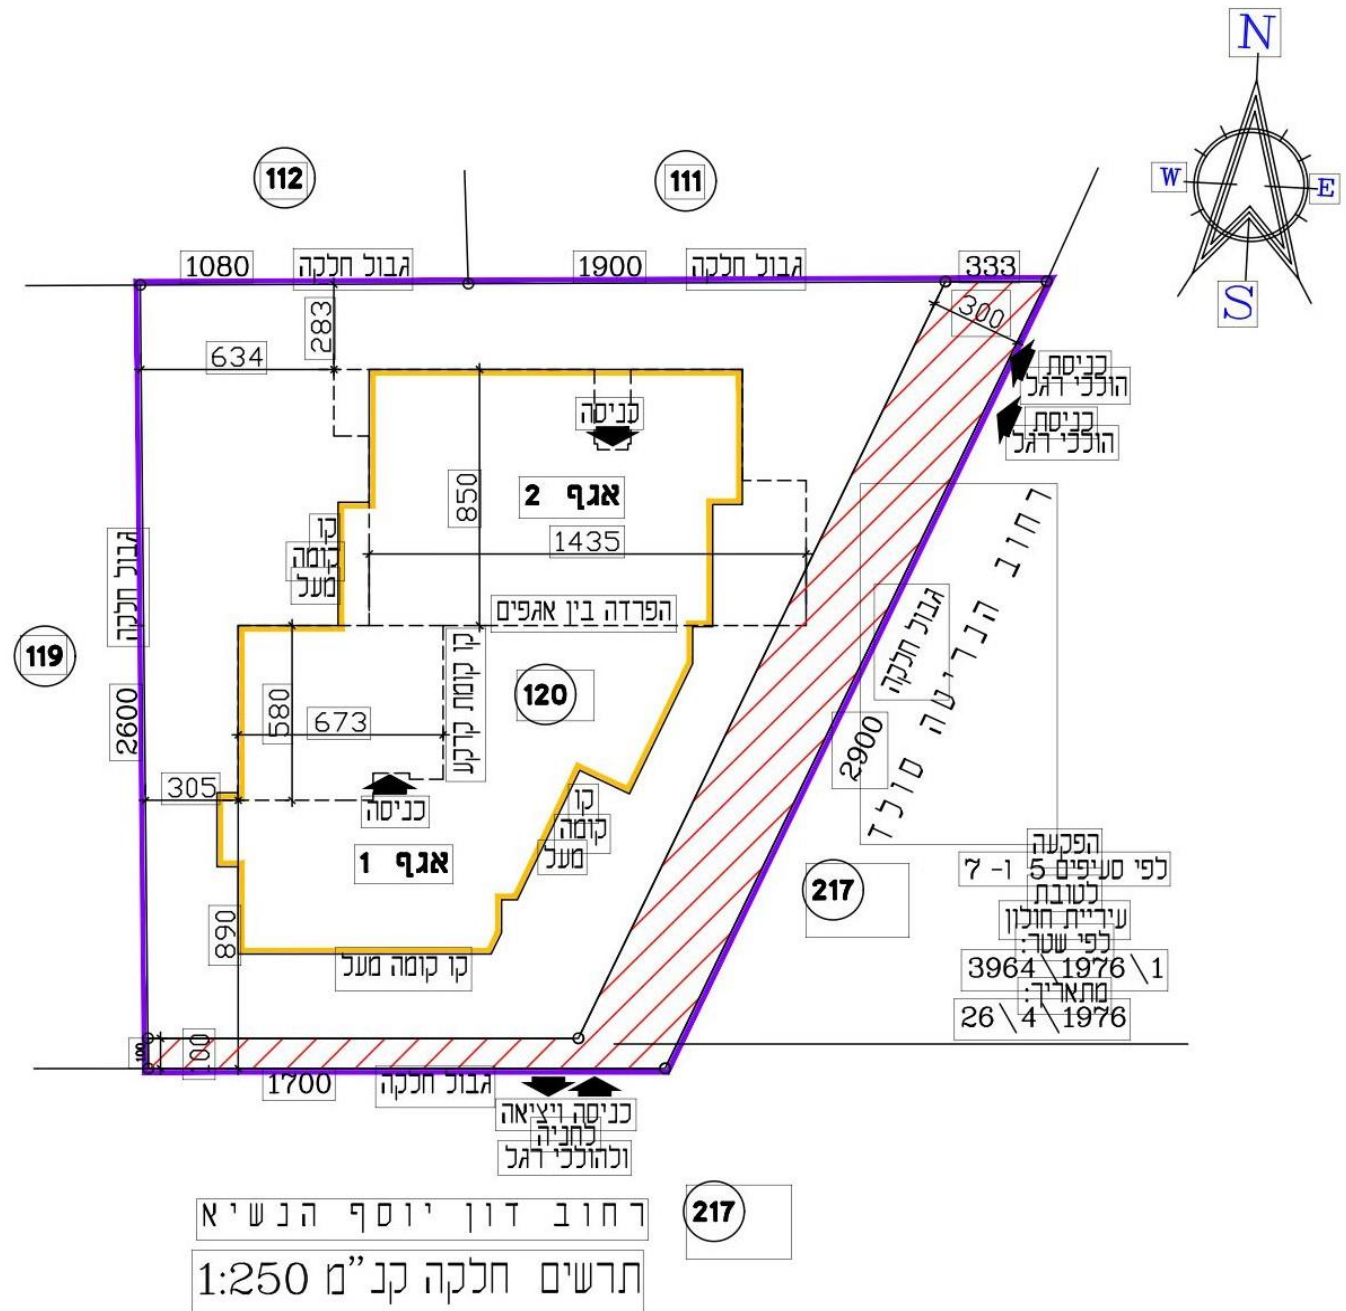 N
W
E
S
112
111
1080
גבול חלקה
1900
גבול חלקה
333
300
283
634
כניסת
הולכי רגל
כניסת
הולכי רגל
כניסה
אגף 2
850
1435
קו
קומה
מעל
הפרדה בין אגפים
גבול חלקה
119
2600
קו קומת קרקע
120
580
673
305
כניסה
אגף 1
קו
קומה
מעל
890
קו קומה מעל
100
100
רחוב הנרייטה סולד
גבול חלקה
2900
217
הפקעה
לפי סעיפים 5 ו- 7
לטובת
עיריית חולון
לפי שטר:
3964\1976\1
מתאריך:
26\4\1976
1700
גבול חלקה
כניסה ויציאה
לחניה
ולהולכי רגל
רחוב דון יוסף הנשיא
217
תרשים חלקה קנ"מ 1:250